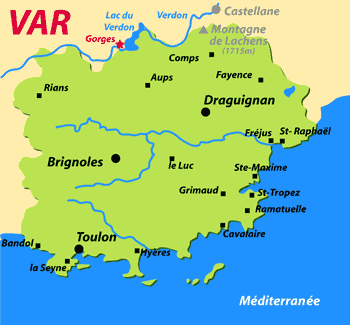 VAR
Lac du
Verdon
Verdon
Castellane
Gorges
Montagne
de Lachens
(1715m)
Comps
Rians
Aups
Fayence
Draguignan
Fréjus
St-Raphaël
Brignoles
le Luc
Ste-Maxime
Grimaud
St-Tropez
Ramatuelle
Cavalaire
Bandol
Toulon
la Seyne
Hyères
Méditerranée